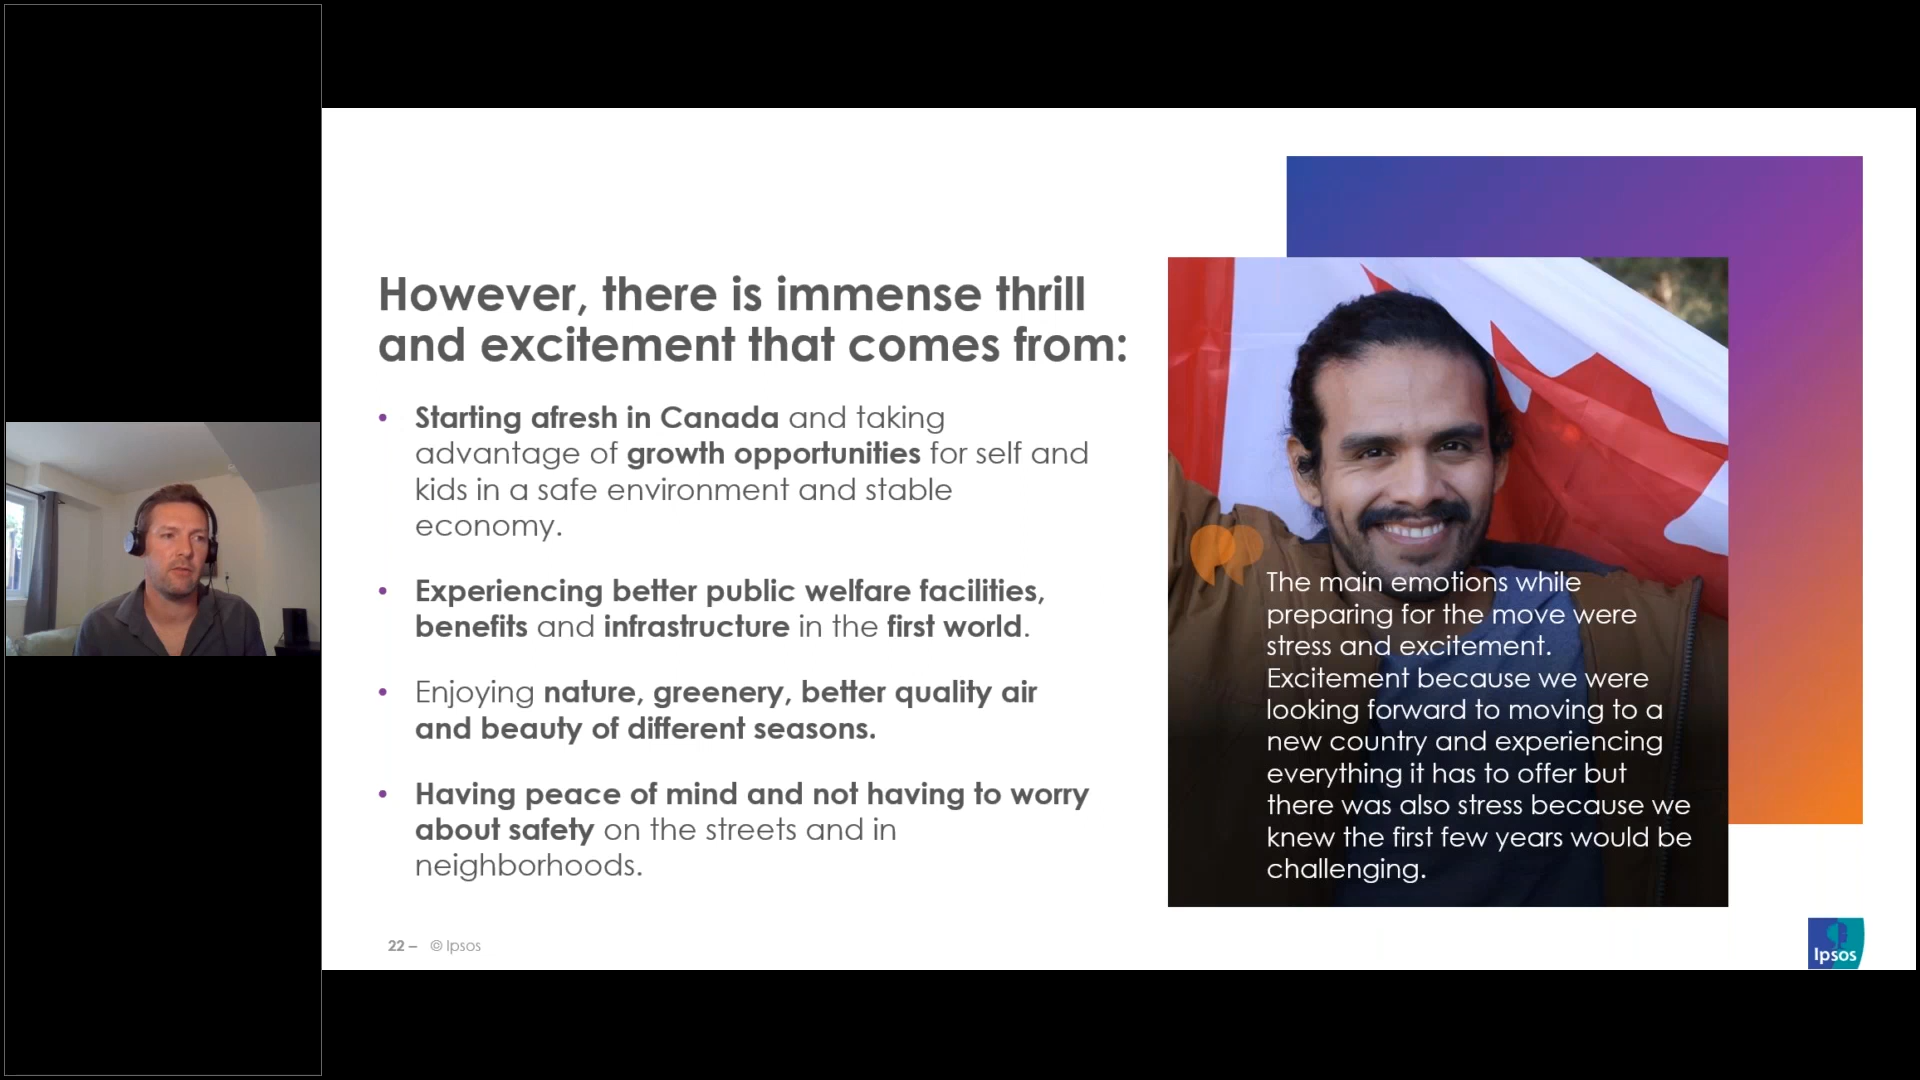 However, there is immense thrill
and excitement that comes from:
• Starting afresh in Canada and taking
advantage of growth opportunities for self and
kids in a safe environment and stable
economy.
• Experiencing better public welfare facilities,
benefits and infrastructure in the first world.
• Enjoying nature, greenery, better quality air
and beauty of different seasons.
• Having peace of mind and not having to worry
about safety on the streets and in
neighborhoods.
The main emotions while
preparing for the move were
stress and excitement.
Excitement because we were
looking forward to moving to a
new country and experiencing
everything it has to offer but
there was also stress because we
knew the first few years would be
challenging.
22 – © Ipsos
Ipsos